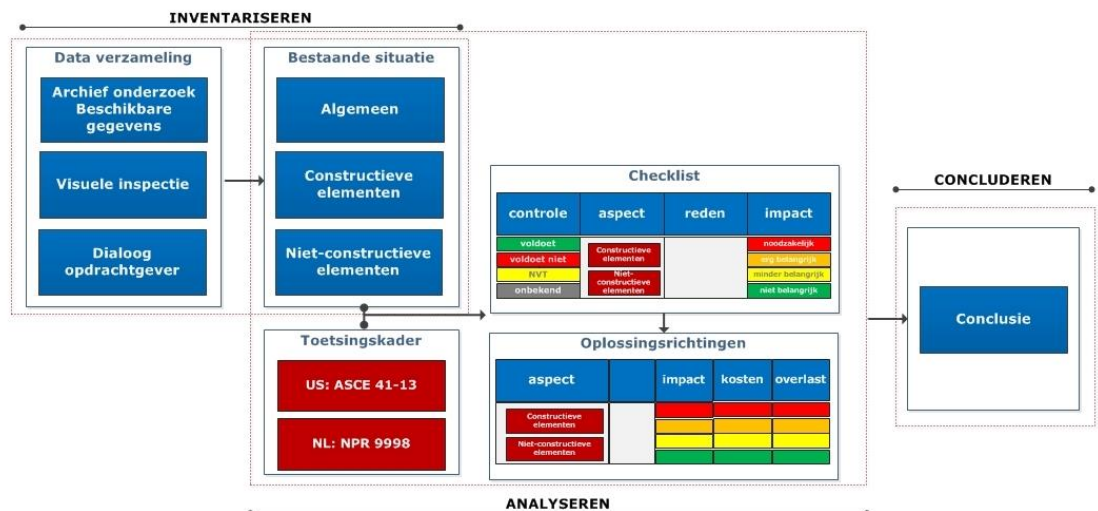 INVENTARISEREN
Data verzameling
Archief onderzoek
Beschikbare
gegevens
Visuele inspectie
Dialoog
opdrachtgever
Bestaande situatie
Algemeen
Constructieve
elementen
Niet-constructieve
elementen
Toetsingskader
US: ASCE 41-13
NL: NPR 9998
Checklist
controle aspect reden impact
voldoet
voldoet niet
NVT
onbekend
Constructieve
elementen
Niet-
constructieve
elementen
noodzakelijk
erg belangrijk
minder belangrijk
niet belangrijk
Oplossingsrichtingen
aspect impact kosten overlast
Constructieve
elementen
Niet-constructieve
elementen
CONCLUDEREN
Conclusie
ANALYSEREN